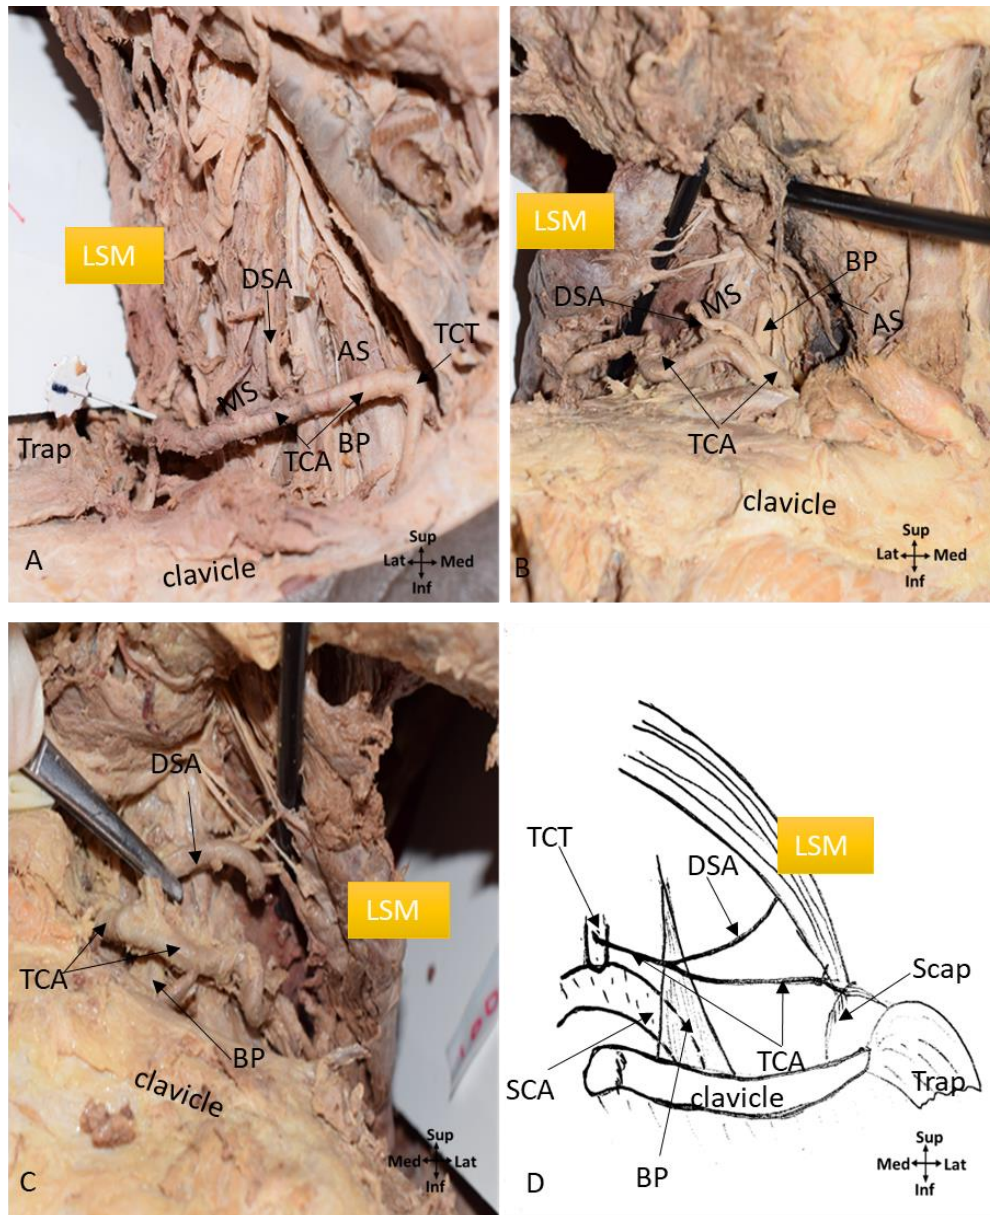 LSM
DSA
MS
AS
TCT
TCA
BP
Trap
A
clavicle
Sup
Lat Med
Inf
LSM
DSA
MS
BP
AS
TCA
clavicle
B
Sup
Lat Med
Inf
DSA
LSM
TCA
BP
clavicle
C
Sup
Med Lat
Inf
LSM
TCT
DSA
Scap
SCA
TCA
clavicle
Trap
BP
D
Sup
Med Lat
Inf